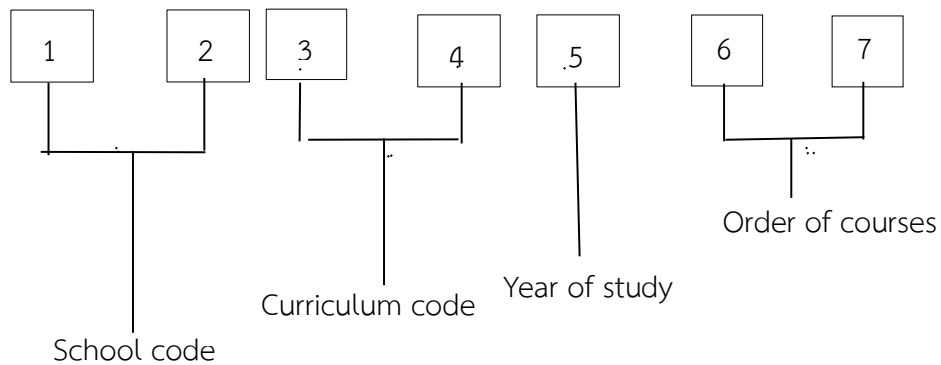 1 2 3 4 5 6 7
Order of courses
Year of study
Curriculum code
School code